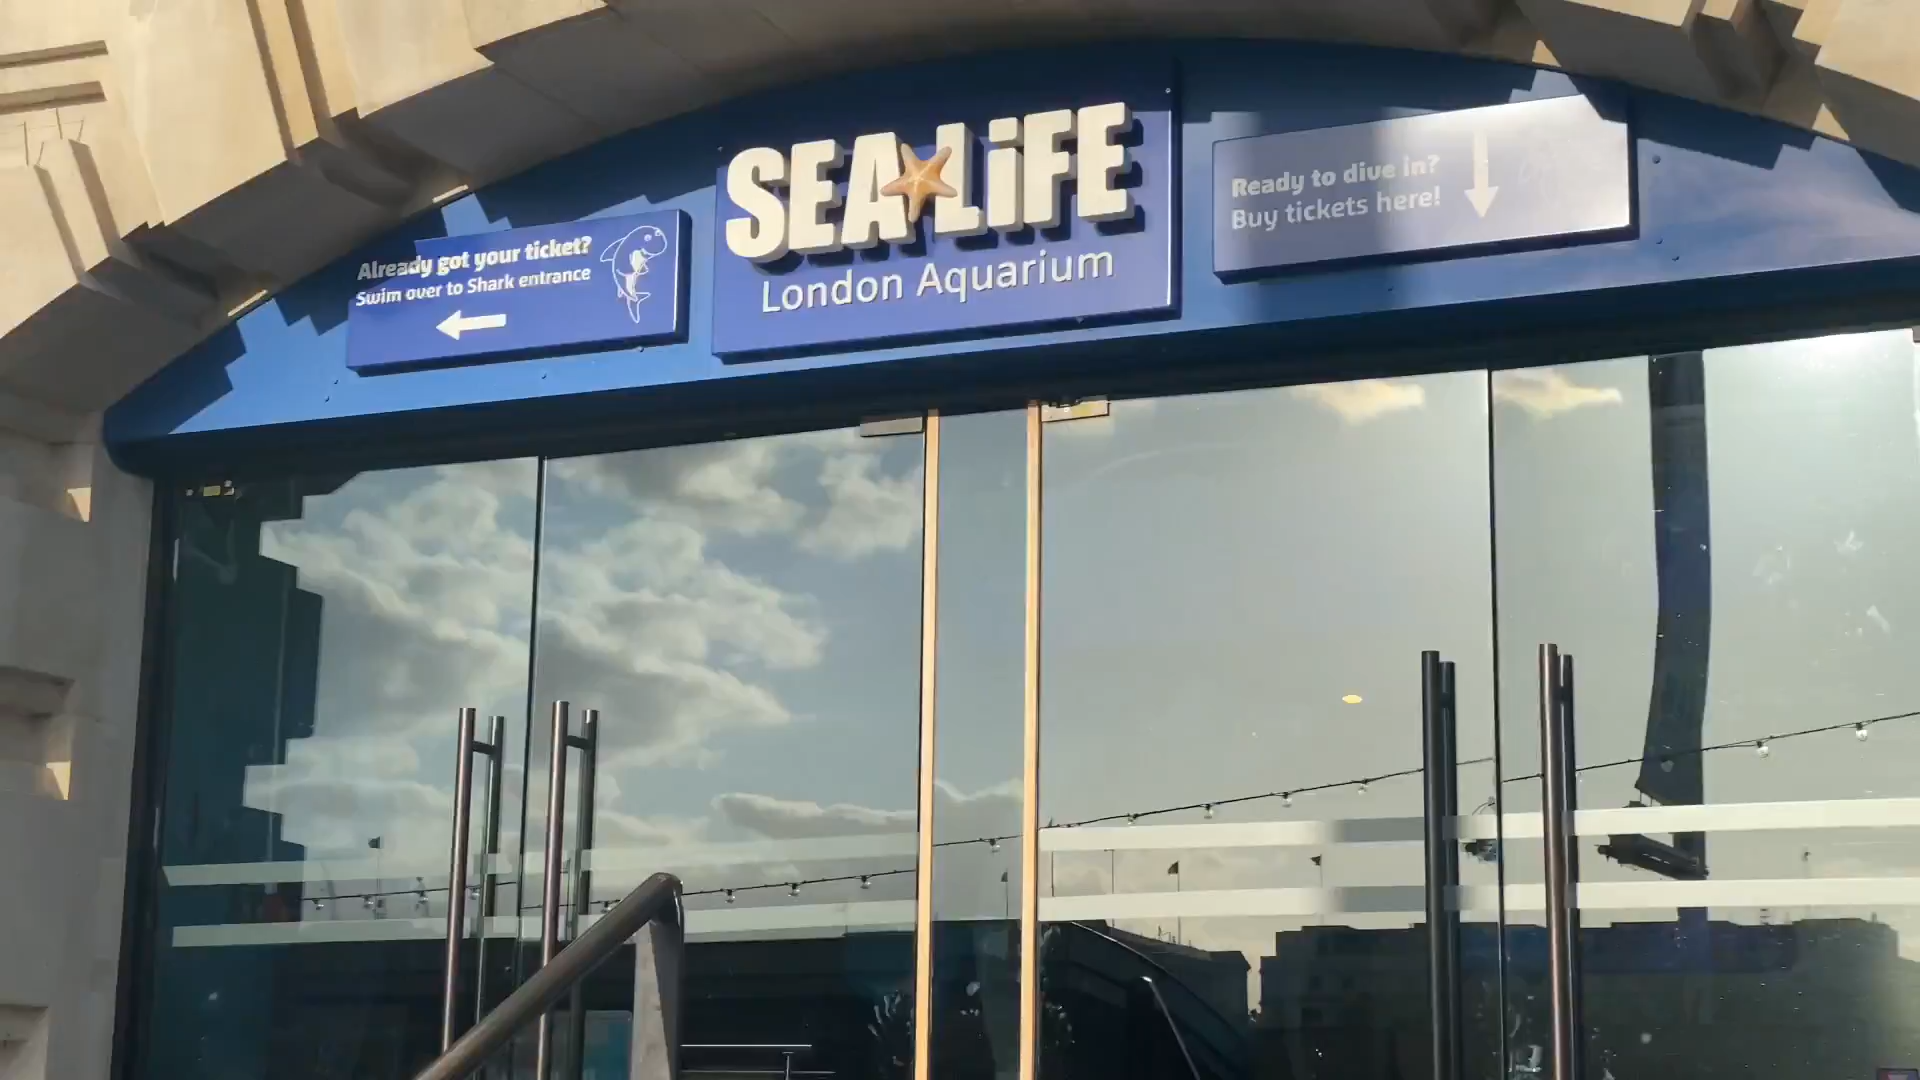 Already got your ticket?
Swim over to Shark entrance
SEA LiFE
London Aquarium
Ready to dive in?
Buy tickets here!